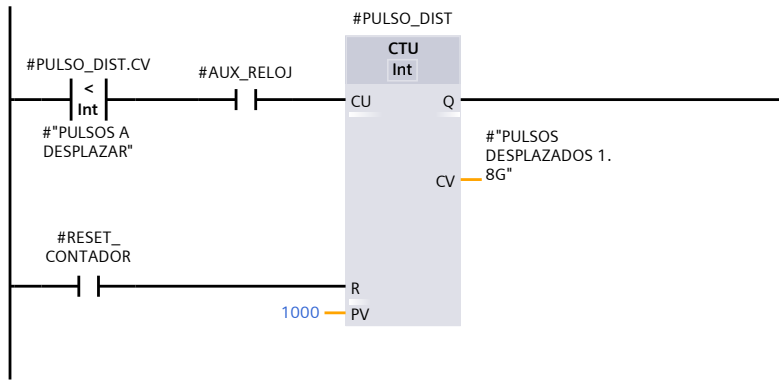 #PULSO_DIST
CTU
Int
#PULSO_DIST.CV
<
Int
#"PULSOS A
DESPLAZAR"
#AUX_RELOJ
CU
Q
#"PULSOS
DESPLAZADOS 1.
8G"
CV
#RESET_
CONTADOR
R
1000
PV